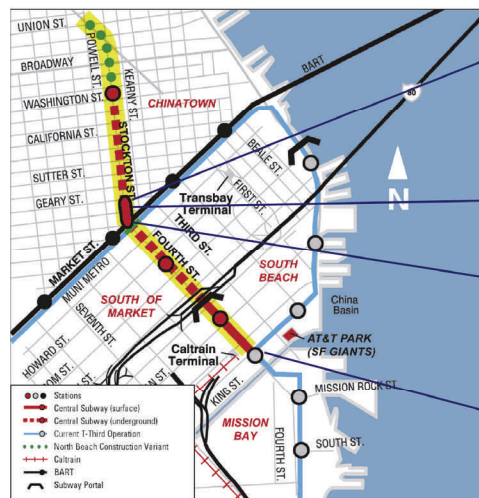 UNION ST.
BROADWAY
POWELL ST.
KEARNY ST.
WASHINGTON ST.
CHINATOWN
BART
80
CALIFORNIA ST.
STOCKTON ST.
SUTTER ST.
GEARY ST.
BEALE ST.
FIRST ST.
Transbay
Terminal
N
MARKET ST.
MUNI METRO
THIRD ST.
FOURTH ST.
SOUTH
BEACH
SOUTH OF
MARKET
SEVENTH ST.
China
Basin
AT&T PARK
(SF GIANTS)
HOWARD ST.
Caltrain
Terminal
KING ST.
MISSION ROCK ST.
MISSION
BAY
FOURTH ST.
SOUTH ST.
Stations
Central Subway (surface)
Central Subway (underground)
Current T-Third Operation
North Beach Construction Variant
Caltrain
BART
Subway Portal